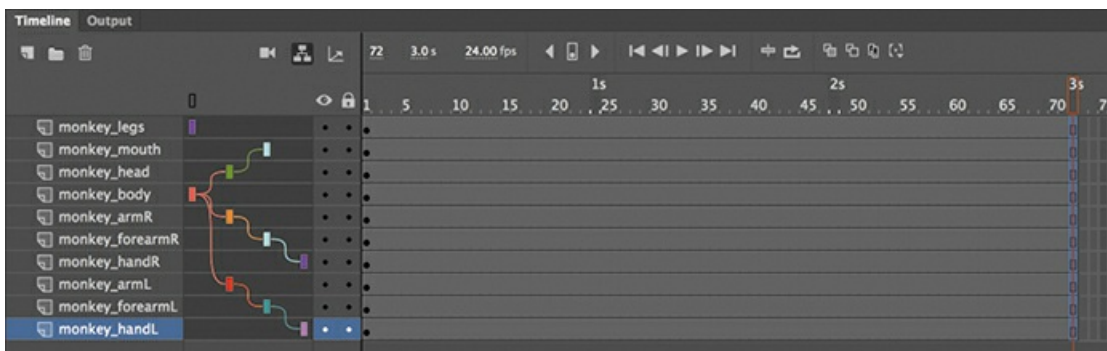 Timeline Output
72 3.0 s 24.00 fps
1s 2s 3s
1 5 10 15 20 25 30 35 40 45 50 55 60 65 70 7
monkey_legs
monkey_mouth
monkey_head
monkey_body
monkey_armR
monkey_forearmR
monkey_handR
monkey_armL
monkey_forearmL
monkey_handL